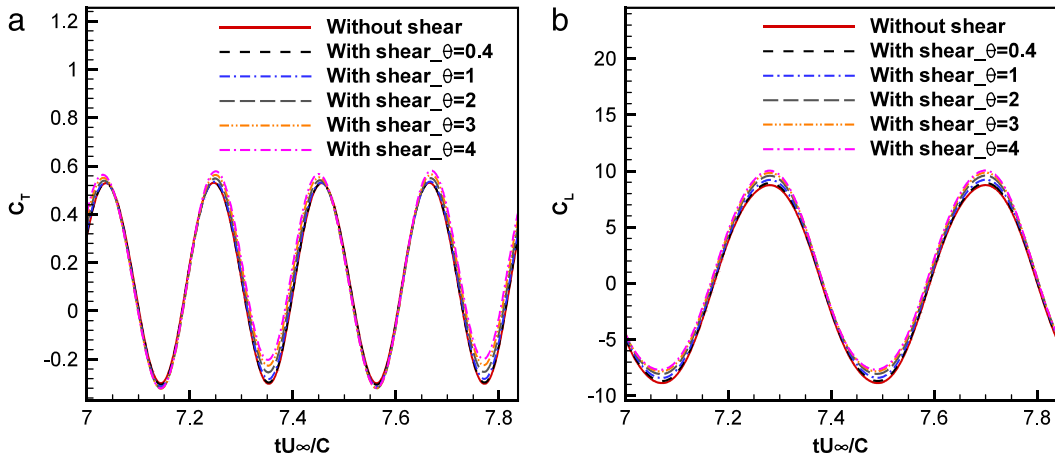 a
1.2
1
0.8
0.6
0.4
0.2
0
-0.2
C_T
7
7.2
7.4
7.6
7.8
tU∞/C
Without shear
With shear_θ=0.4
With shear_θ=1
With shear_θ=2
With shear_θ=3
With shear_θ=4
b
20
15
10
5
0
-5
-10
C_L
7
7.2
7.4
7.6
7.8
tU∞/C
Without shear
With shear_θ=0.4
With shear_θ=1
With shear_θ=2
With shear_θ=3
With shear_θ=4